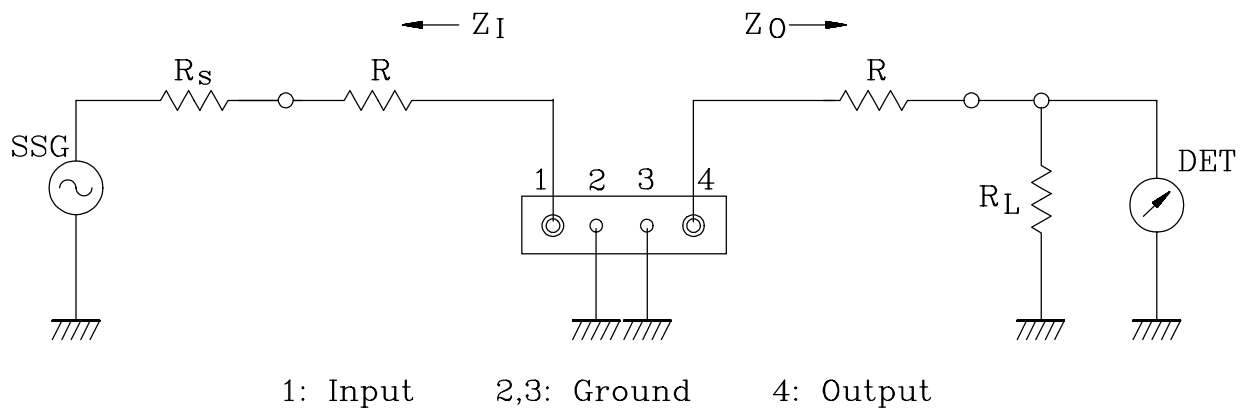 Z_I Z_O
R_s R R
SSG
1 2 3 4
DET
R_L
1: Input 2,3: Ground 4: Output